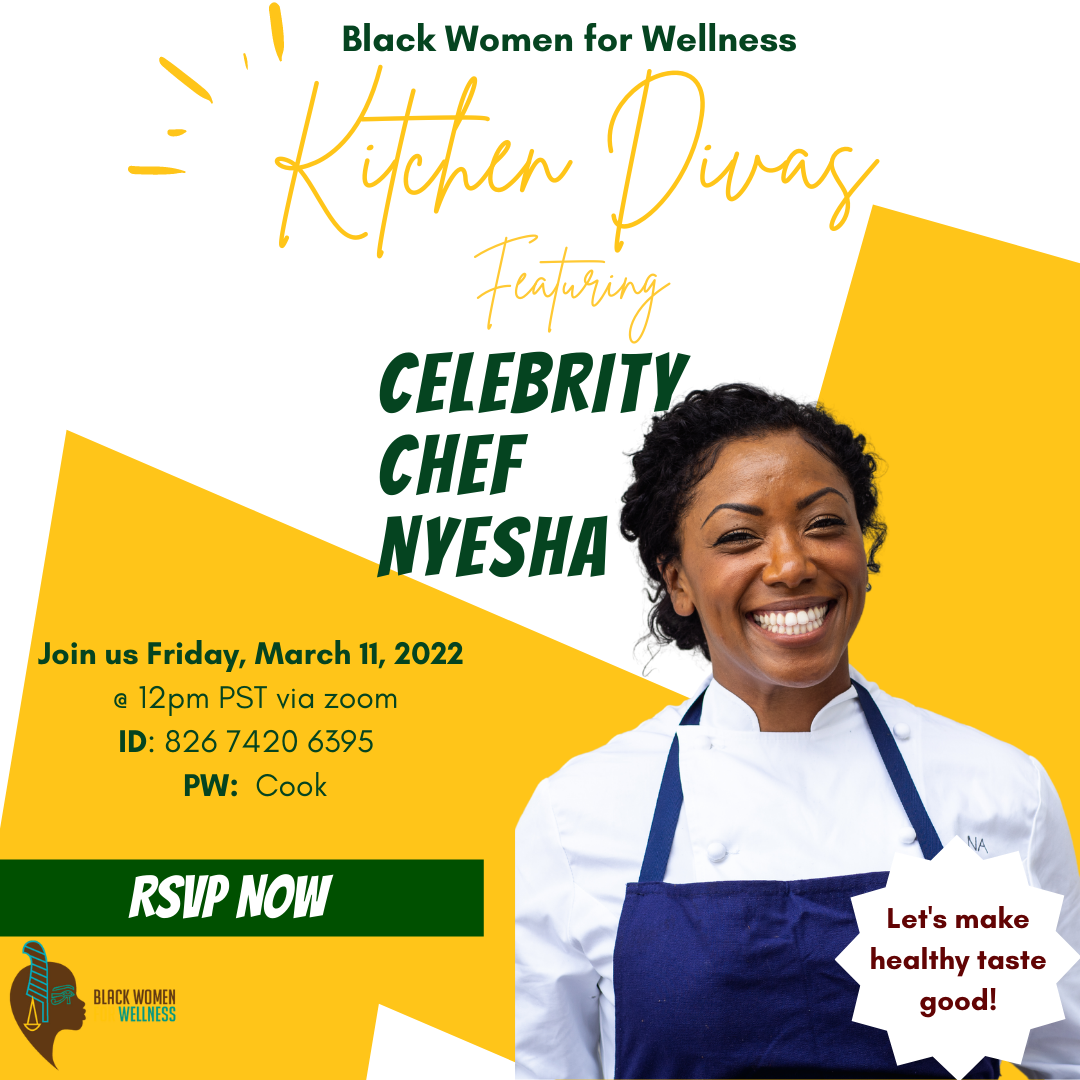 Black Women for Wellness
Kitchen Divas
Featuring
CELEBRITY
CHEF
NYESHA
Join us Friday, March 11, 2022
@ 12pm PST via zoom
ID: 826 7420 6395
PW: Cook
RSVP NOW
BLACK WOMEN
WELLNESS
NA
Let's make
healthy taste
good!